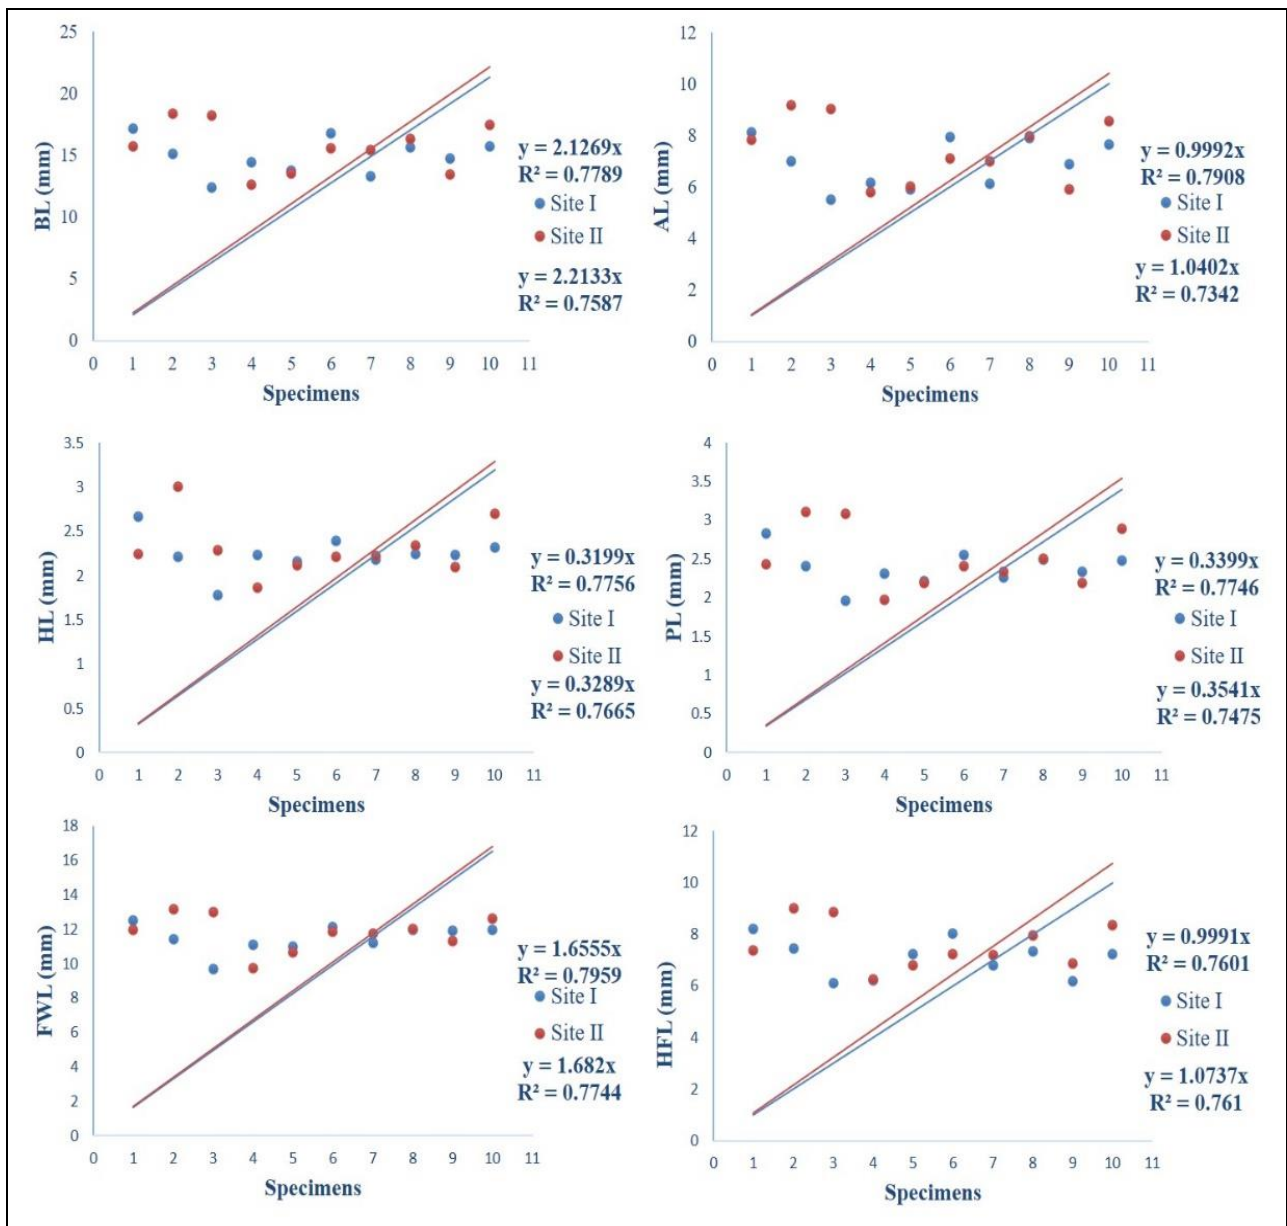 25
20
15
10
5
0
BL (mm)
0 1 2 3 4 5 6 7 8 9 10 11
Specimens
y = 2.1269x
R² = 0.7789
Site I
Site II
y = 2.2133x
R² = 0.7587
12
10
8
6
4
2
0
AL (mm)
0 1 2 3 4 5 6 7 8 9 10 11
Specimens
y = 0.9992x
R² = 0.7908
Site I
Site II
y = 1.0402x
R² = 0.7342
3.5
3
2.5
2
1.5
1
0.5
0
HL (mm)
0 1 2 3 4 5 6 7 8 9 10 11
Specimens
y = 0.3199x
R² = 0.7756
Site I
Site II
y = 0.3289x
R² = 0.7665
4
3.5
3
2.5
2
1.5
1
0.5
0
PL (mm)
0 1 2 3 4 5 6 7 8 9 10 11
Specimens
y = 0.3399x
R² = 0.7746
Site I
Site II
y = 0.3541x
R² = 0.7475
18
16
14
12
10
8
6
4
2
0
FWL (mm)
0 1 2 3 4 5 6 7 8 9 10 11
Specimens
y = 1.6555x
R² = 0.7959
Site I
Site II
y = 1.682x
R² = 0.7744
12
10
8
6
4
2
0
HFL (mm)
0 1 2 3 4 5 6 7 8 9 10 11
Specimens
y = 0.9991x
R² = 0.7601
Site I
Site II
y = 1.0737x
R² = 0.761